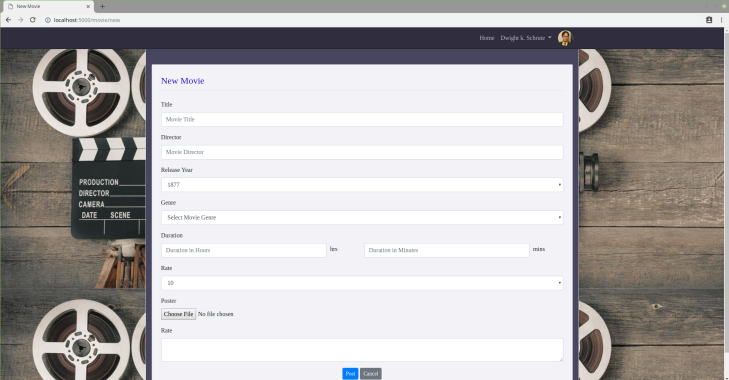 New Movie
localhost:5000/movie/new
Home Dwight k. Schrute
New Movie
Title
Movie Title
Director
Movie Director
Release Year
1877
Genre
Select Movie Genre
Duration
Duration in Hours hrs Duration in Minutes mins
Rate
10
Poster
Choose File No file chosen
Rate
Post Cancel
PRODUCTION
DIRECTOR
CAMERA
DATE SCENE